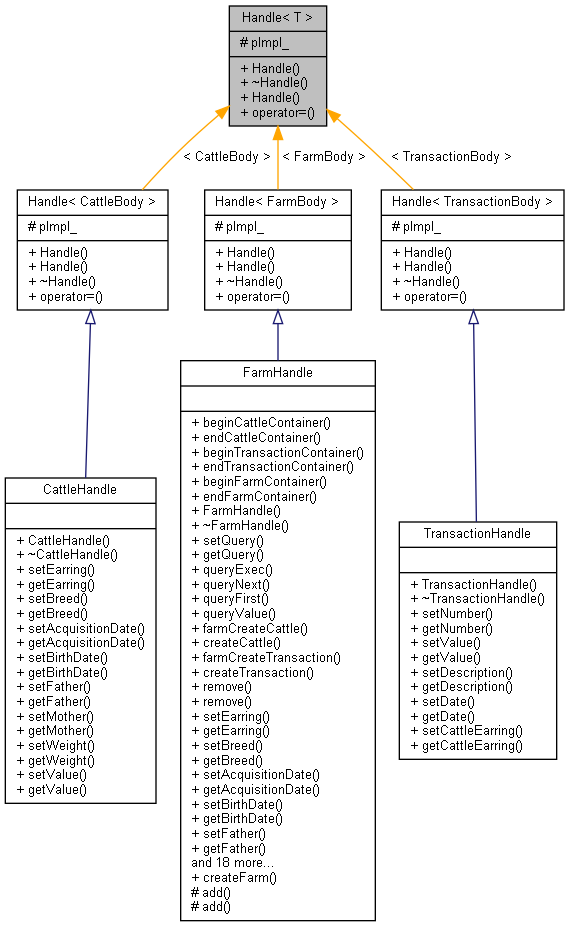 Handle< T >
# pImpl_
+ Handle()
+ ~Handle()
+ Handle()
+ operator=()
< CattleBody >
< FarmBody >
< TransactionBody >
Handle< CattleBody >
# pImpl_
+ Handle()
+ Handle()
+ ~Handle()
+ operator=()
Handle< FarmBody >
# pImpl_
+ Handle()
+ Handle()
+ ~Handle()
+ operator=()
Handle< TransactionBody >
# pImpl_
+ Handle()
+ Handle()
+ ~Handle()
+ operator=()
CattleHandle
+ CattleHandle()
+ ~CattleHandle()
+ setEarring()
+ getEarring()
+ setBreed()
+ getBreed()
+ setAcquisitionDate()
+ getAcquisitionDate()
+ setBirthDate()
+ getBirthDate()
+ setFather()
+ getFather()
+ setMother()
+ getMother()
+ setWeight()
+ getWeight()
+ setValue()
+ getValue()
FarmHandle
+ beginCattleContainer()
+ endCattleContainer()
+ beginTransactionContainer()
+ endTransactionContainer()
+ beginFarmContainer()
+ endFarmContainer()
+ FarmHandle()
+ ~FarmHandle()
+ setQuery()
+ getQuery()
+ queryExec()
+ queryNext()
+ queryFirst()
+ queryValue()
+ farmCreateCattle()
+ createCattle()
+ farmCreateTransaction()
+ createTransaction()
+ remove()
+ remove()
+ setEarring()
+ getEarring()
+ setBreed()
+ getBreed()
+ setAcquisitionDate()
+ getAcquisitionDate()
+ setBirthDate()
+ getBirthDate()
+ setFather()
+ getFather()
and 18 more...
+ createFarm()
# add()
# add()
TransactionHandle
+ TransactionHandle()
+ ~TransactionHandle()
+ setNumber()
+ getNumber()
+ setValue()
+ getValue()
+ setDescription()
+ getDescription()
+ setDate()
+ getDate()
+ setCattleEarring()
+ getCattleEarring()